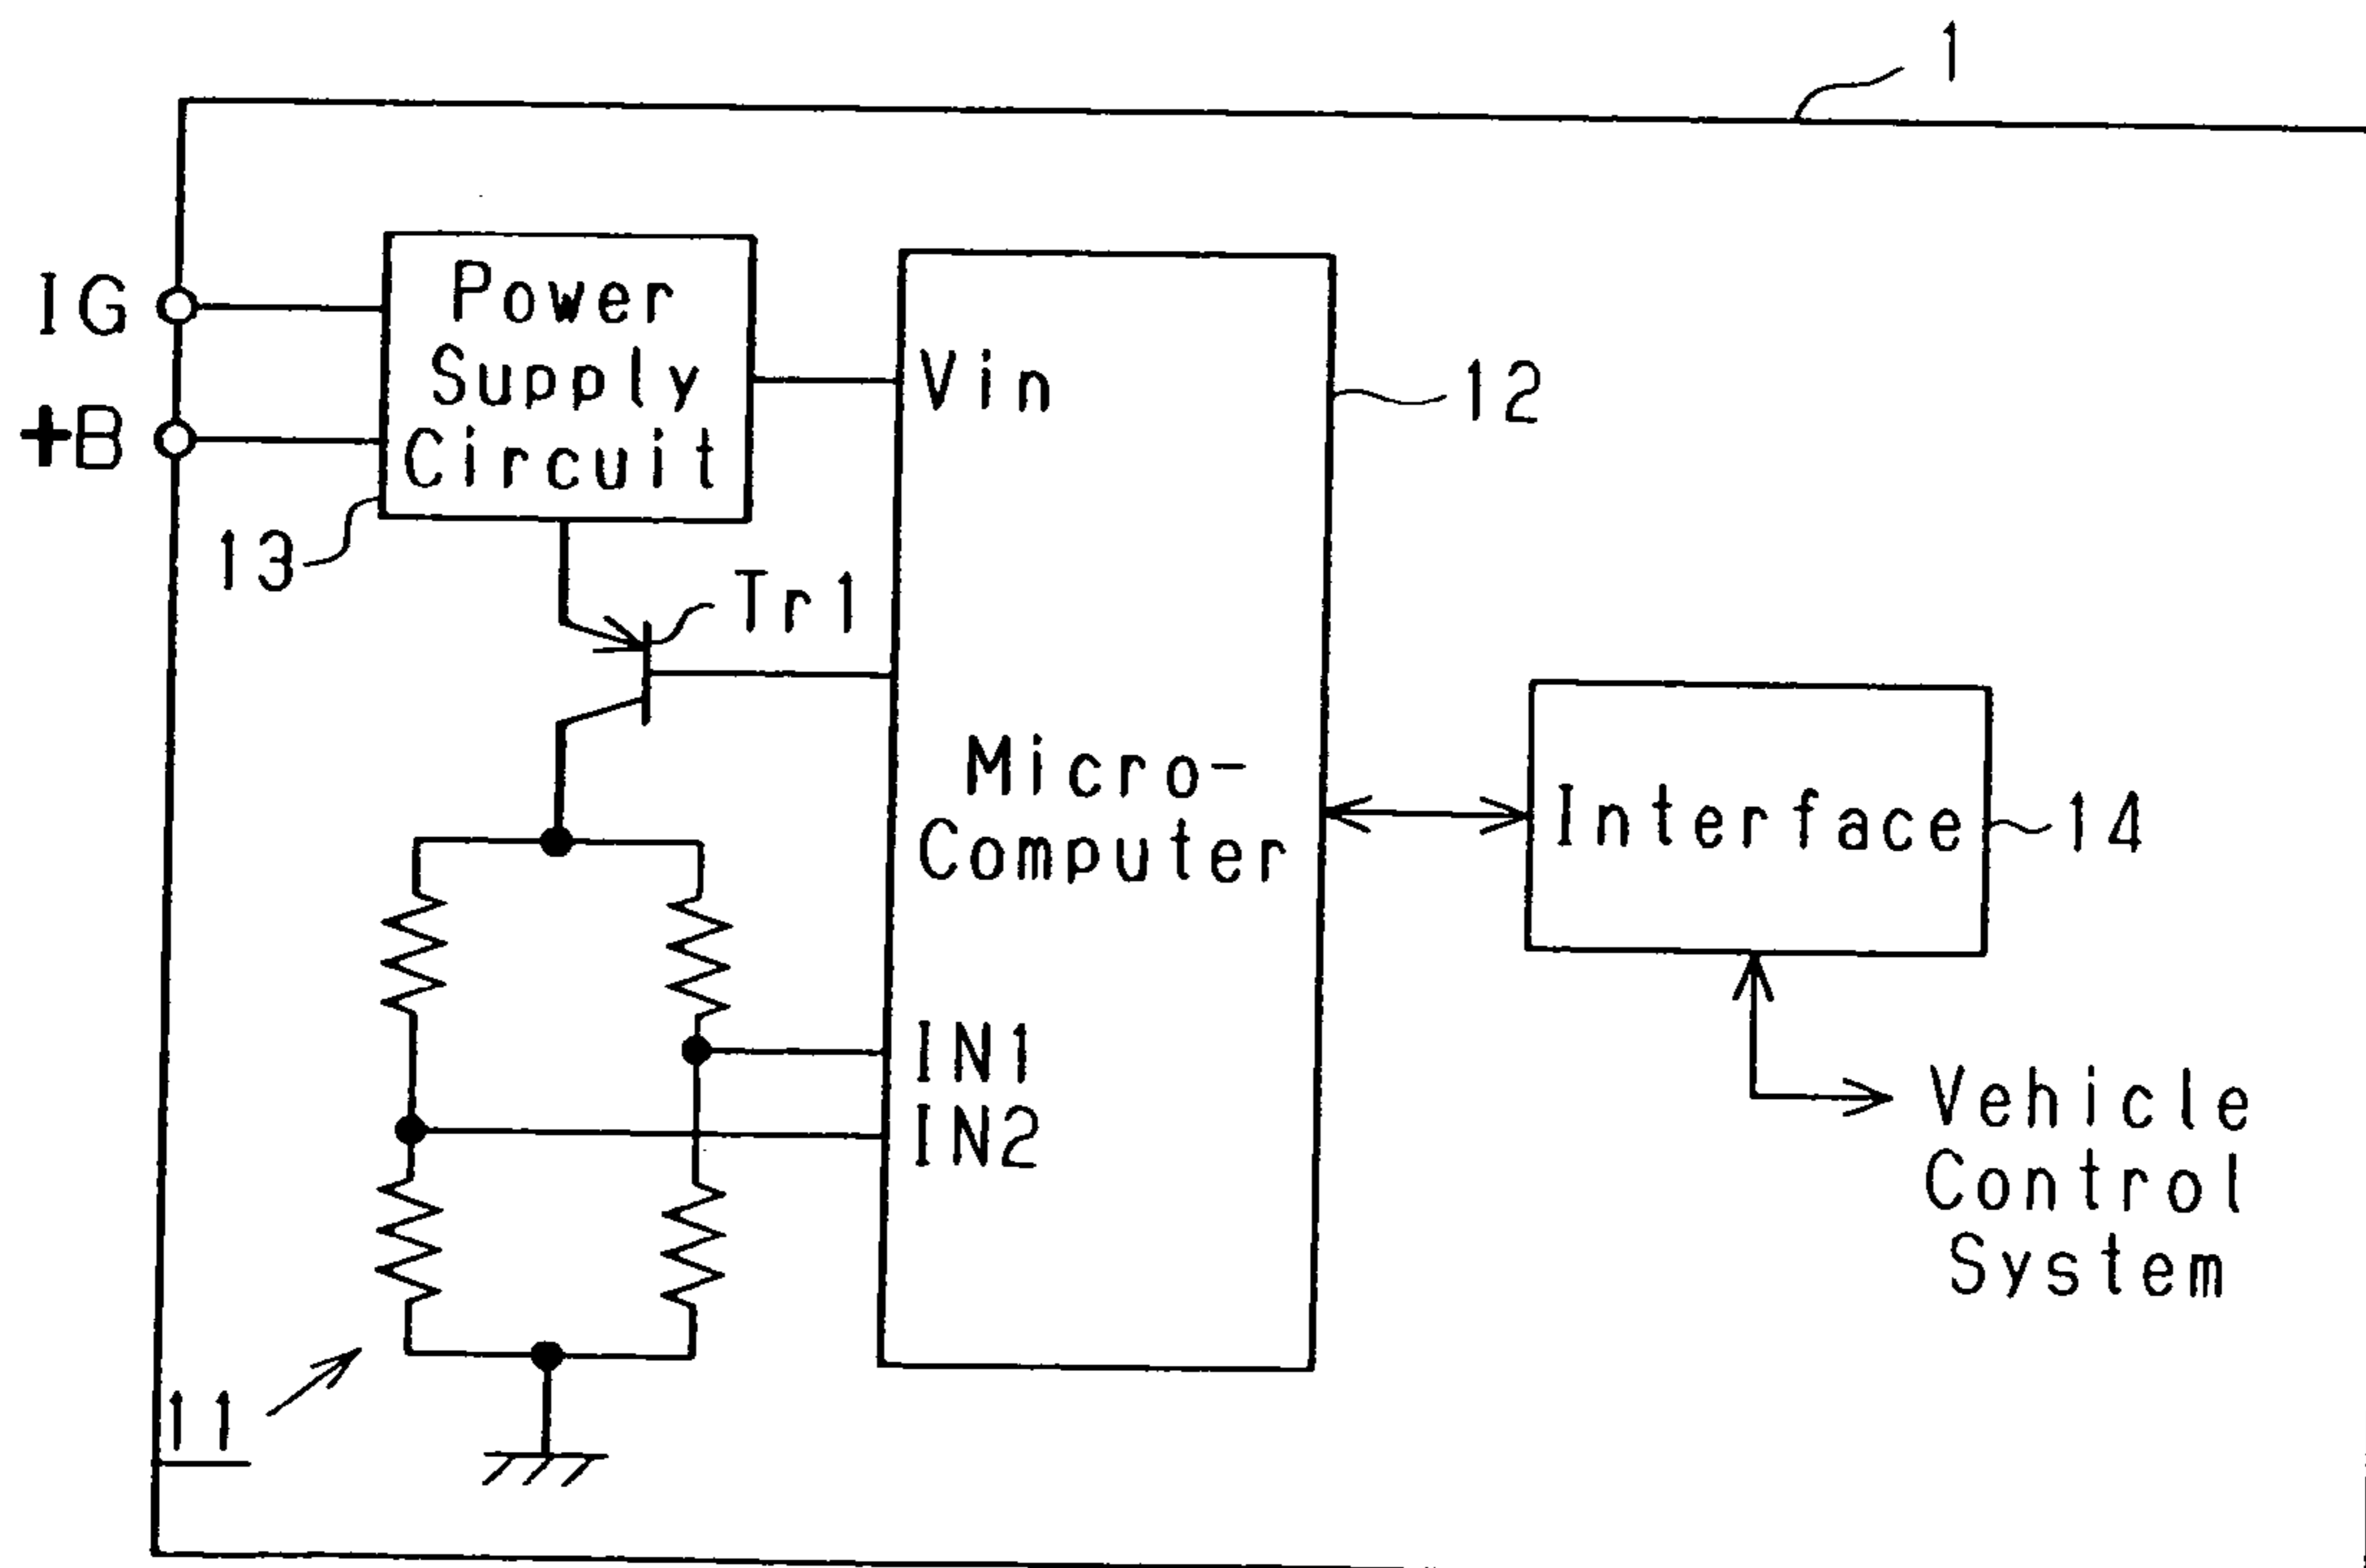 1
IG
+B
Power
Supply
Circuit
13
Vin
12
Tr1
Micro-
Computer
Interface
14
IN1
IN2
Vehicle
Control
System
11